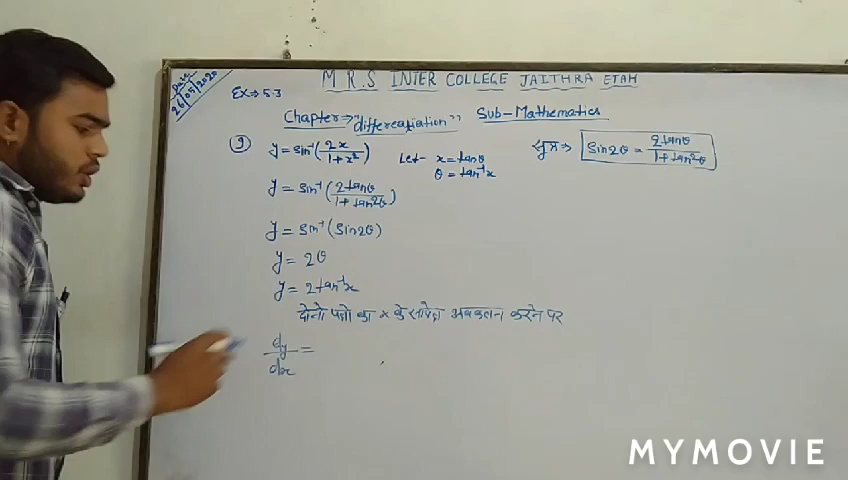 M R.S INTER COLLEGE JAITHRA ETAH
Date
26/05/2020
Ex⇒ 5.3
Chapter→ "differentiation" Sub-Mathematics
9 y = sin⁻¹(2x/1+x²) Let- x = tanθ
θ = tan⁻¹x
सूत्र⇒ Sin2θ = 2tanθ/1+tan²θ
y = sin⁻¹(2tanθ/1+tan²θ)
y = sin⁻¹(sin2θ)
y = 2θ
y = 2tan⁻¹x
दोनो पक्षो का x के सापेक्ष अवकलन करने पर
dy/dx =
MYMOVIE